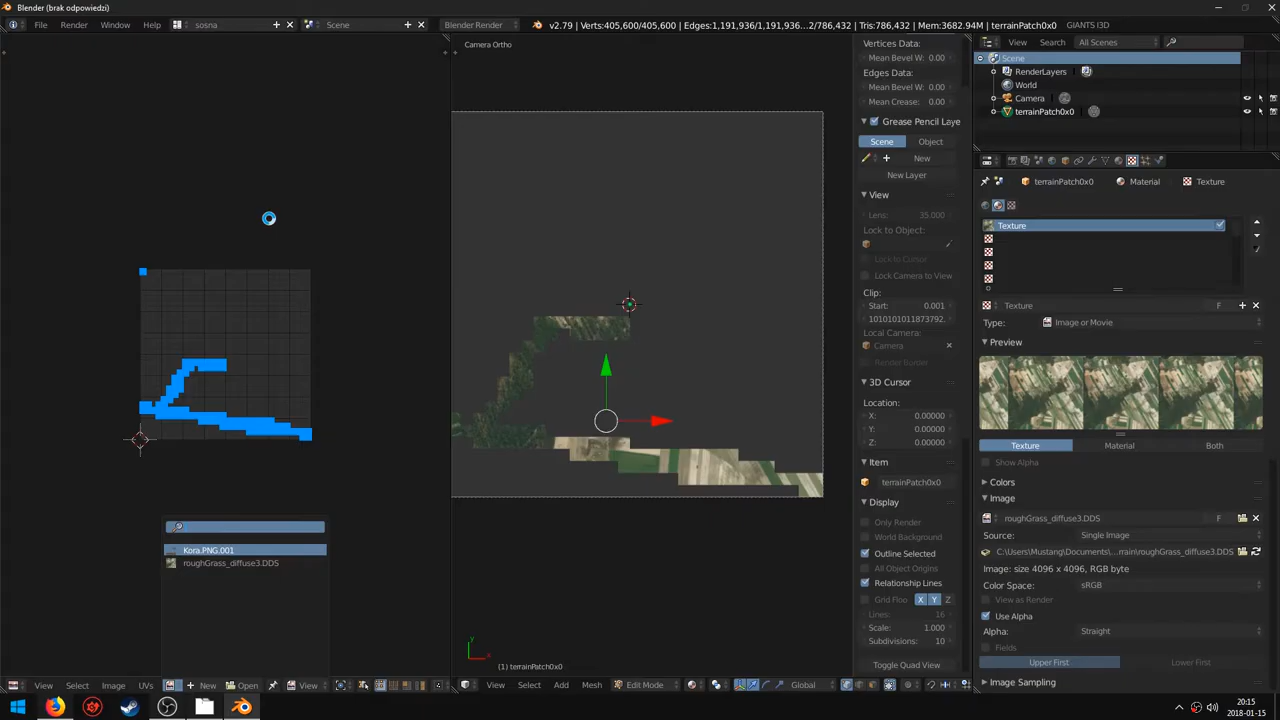 Blender (brak odpowiedzi)
Render
File
Render
Window
Help
sosna
Scene
Blender Render
v2.79 | Verts:405,600/405,600 | Edges:1,191,936/1,191,936...2/786,432 | Tris:786,432 | Mem:3682.94M | terrainPatch0x0
GIANTS I3D
Camera Ortho
Vertices Data:
Mean Bevel W: 0.00
Edges Data:
Mean Bevel W: 0.00
Mean Crease: 0.00
Grease Pencil Laye
Scene
Object
New
New Layer
View
Lens: 35.000
Lock to Object:
Lock to Cursor
Lock Camera to View
Clip:
Start: 0.001
1010101011873792.
Local Camera:
Camera
Render Border
3D Cursor
Location:
X: 0.00000
Y: 0.00000
Z: 0.00000
Item
terrainPatch0x0
Display
Only Render
World Background
Outline Selected
All Object Origins
Relationship Lines
Grid Floo
X
Y
Z
Lines: 16
Scale: 1.000
Subdivisions: 10
Toggle Quad View
Kora.PNG.001
roughGrass_diffuse3.DDS
y
x
(1) terrainPatch0x0
View
Select
Image
UVs
New
Open
View
View
Select
Add
Mesh
Edit Mode
Global
View
Search
All Scenes
Scene
RenderLayers
World
Camera
terrainPatch0x0
terrainPatch0x0
Material
Texture
Texture
Texture
F
Type:
Image or Movie
Preview
Texture
Material
Both
Show Alpha
Colors
Image
roughGrass_diffuse3.DDS
F
Source:
Single Image
C:\Users\Mustang\Documents\...rrain\roughGrass_diffuse3.DDS
Image: size 4096 x 4096, RGB byte
Color Space:
sRGB
View as Render
Use Alpha
Alpha:
Straight
Fields
Upper First
Lower First
Image Sampling
20:15
2018-01-15